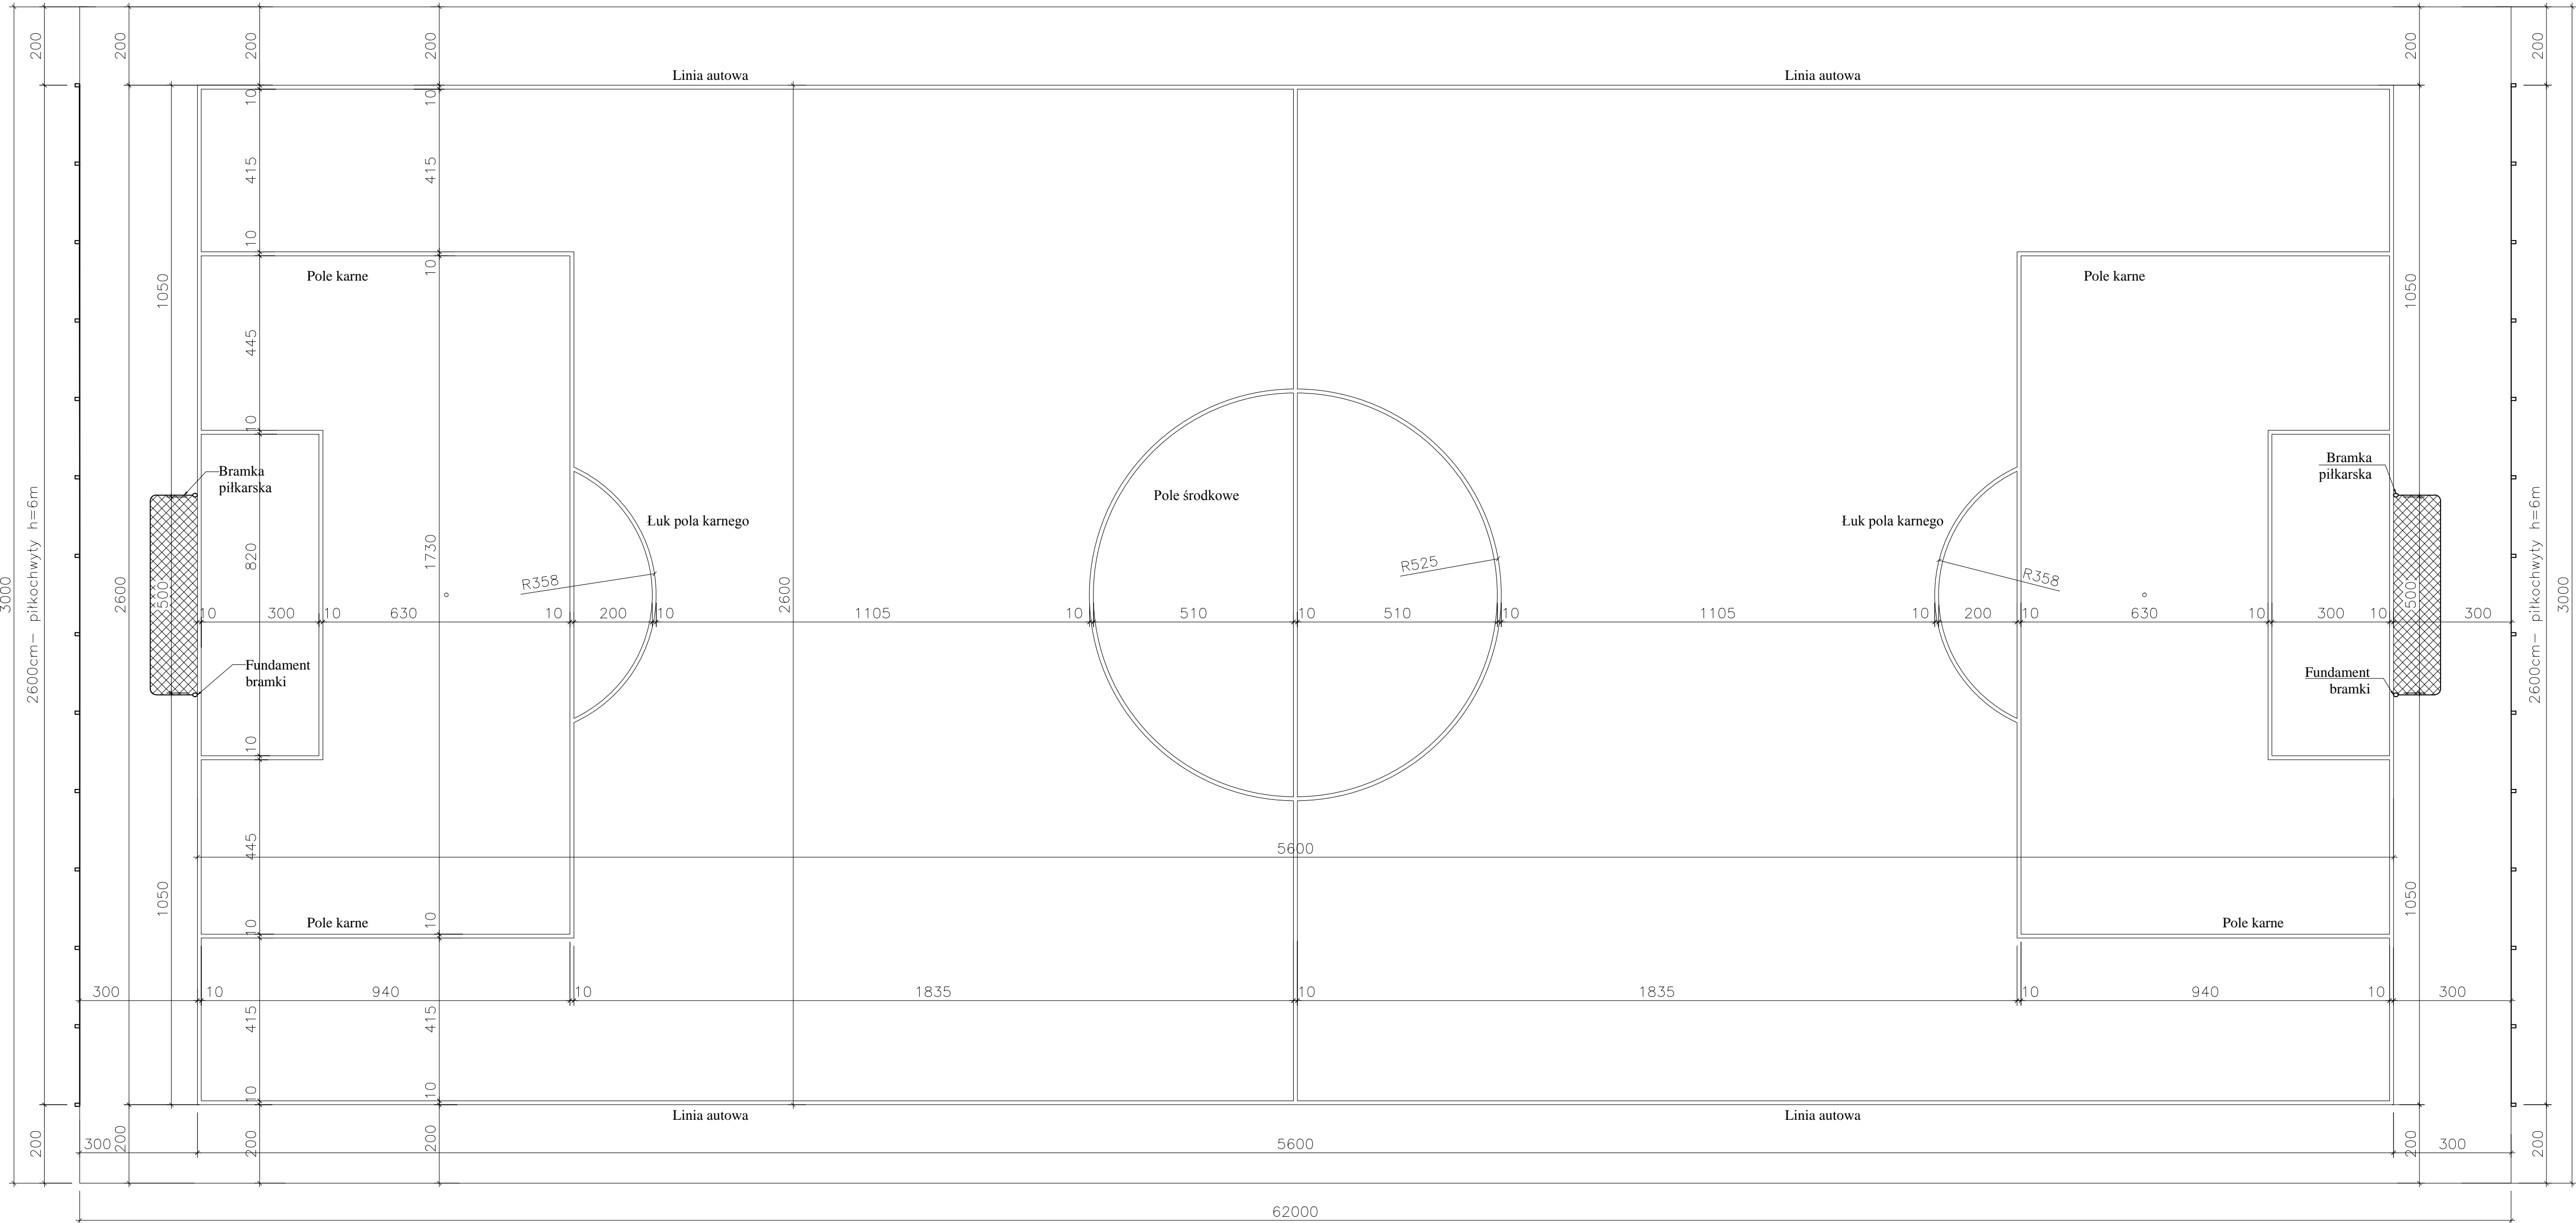 200
200
200
200
200
200
Linia autowa
Linia autowa
10
10
415
415
10
10
Pole karne
Pole karne
1050
1050
445
10
Bramka
piłkarska
Bramka
piłkarska
Pole środkowe
Łuk pola karnego
Łuk pola karnego
3000
2600cm— piłkochwyty h=6m
2600
500
820
1730
R358
2600
R525
R358
500
2600cm— piłkochwyty h=6m
3000
10 300 10 630 10 200 10 1105 10 510 10 510 10 1105 10 200 10 630 10 300 10 300
Fundament
bramki
Fundament
bramki
10
445
5600
1050
1050
10
10
Pole karne
Pole karne
300 10 940 10 1835 10 1835 10 940 10 300
415
415
10
10
Linia autowa
Linia autowa
200
300
200
200
200
5600
200
300
200
62000